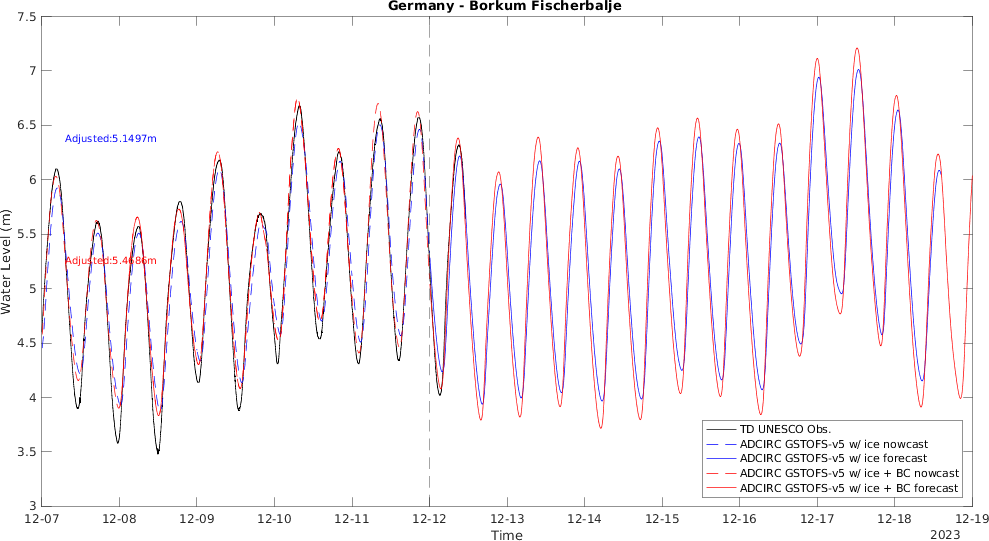 Germany - Borkum Fischerbalje
7.5
7
6.5
6
5.5
5
4.5
4
3.5
3
Water Level (m)
Adjusted:5.1497m
Adjusted:5.4686m
TD UNESCO Obs.
ADCIRC GSTOFS-v5 w/ ice nowcast
ADCIRC GSTOFS-v5 w/ ice forecast
ADCIRC GSTOFS-v5 w/ ice + BC nowcast
ADCIRC GSTOFS-v5 w/ ice + BC forecast
12-07 12-08 12-09 12-10 12-11 12-12 12-13 12-14 12-15 12-16 12-17 12-18 12-19
Time
2023